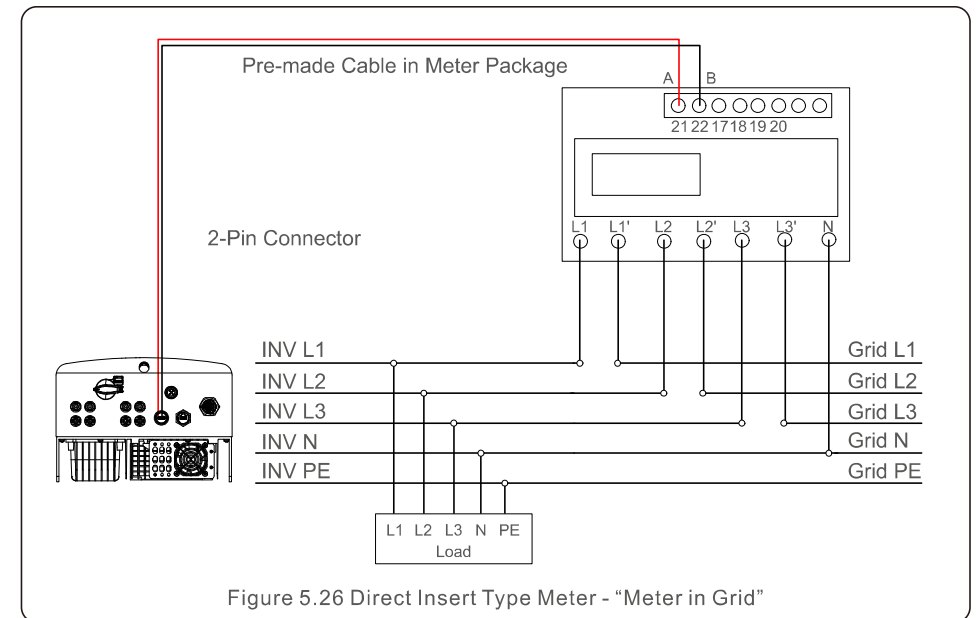 Pre-made Cable in Meter Package
A B
21 22 17 18 19 20
L1 L1' L2 L2' L3 L3' N
2-Pin Connector
INV L1 Grid L1
INV L2 Grid L2
INV L3 Grid L3
INV N Grid N
INV PE Grid PE
L1 L2 L3 N PE
Load
Figure 5.26 Direct Insert Type Meter - “Meter in Grid”